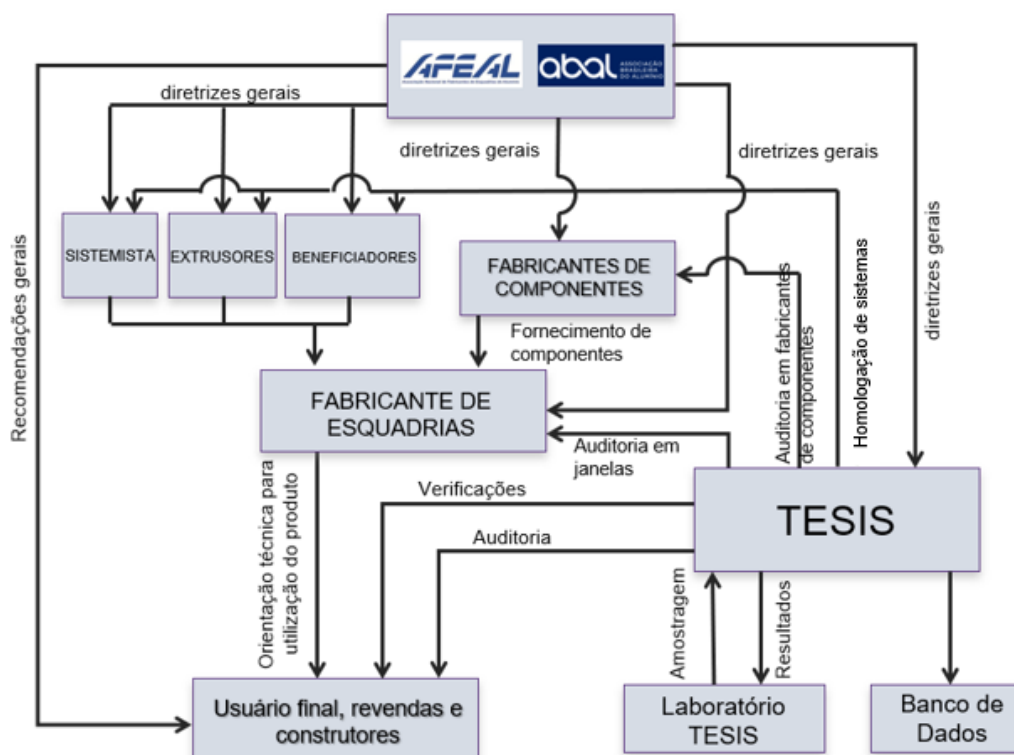 AFEAL
abal
ASSOCIAÇÃO
BRASILEIRA
DO ALUMÍNIO
diretrizes gerais
diretrizes gerais
diretrizes gerais
diretrizes gerais
Recomendações gerais
SISTEMISTA
EXTRUSORES
BENEFICIADORES
FABRICANTES DE
COMPONENTES
Fornecimento de
componentes
Auditoria em fabricantes
de componentes
Homologação de sistemas
FABRICANTE DE
ESQUADRIAS
Auditoria em
janelas
Verificações
Auditoria
TESIS
Orientação técnica para
utilização do produto
Amostragem
Resultados
Usuário final, revendas e
construtores
Laboratório
TESIS
Banco de
Dados